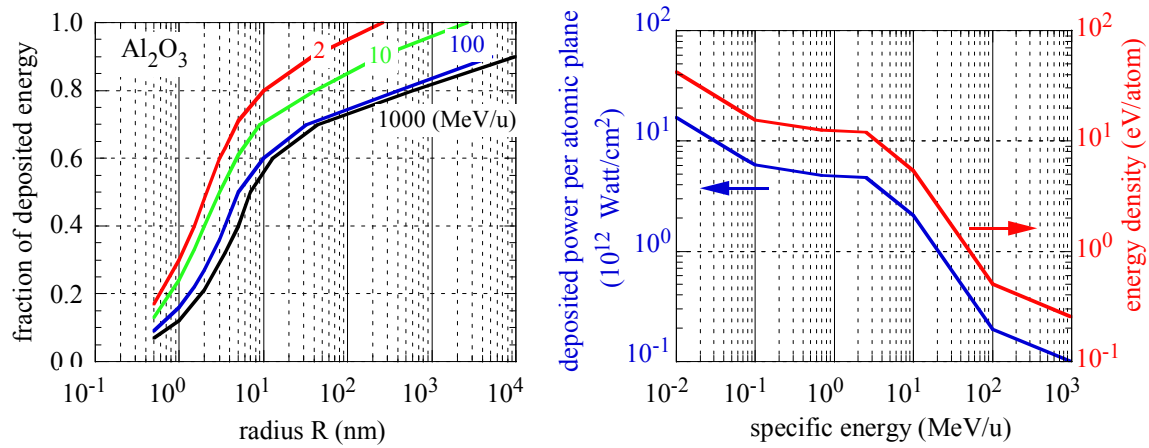 fraction of deposited energy
1.0
0.8
0.6
0.4
0.2
0.0
Al₂O₃
2
10
100
1000 (MeV/u)
10⁻¹ 10⁰ 10¹ 10² 10³ 10⁴
radius R (nm)
deposited power per atomic plane
(10¹² Watt/cm²)
10²
10¹
10⁰
10⁻¹
10⁻² 10⁻¹ 10⁰ 10¹ 10² 10³
specific energy (MeV/u)
10²
10¹
10⁰
10⁻¹
energy density (eV/atom)